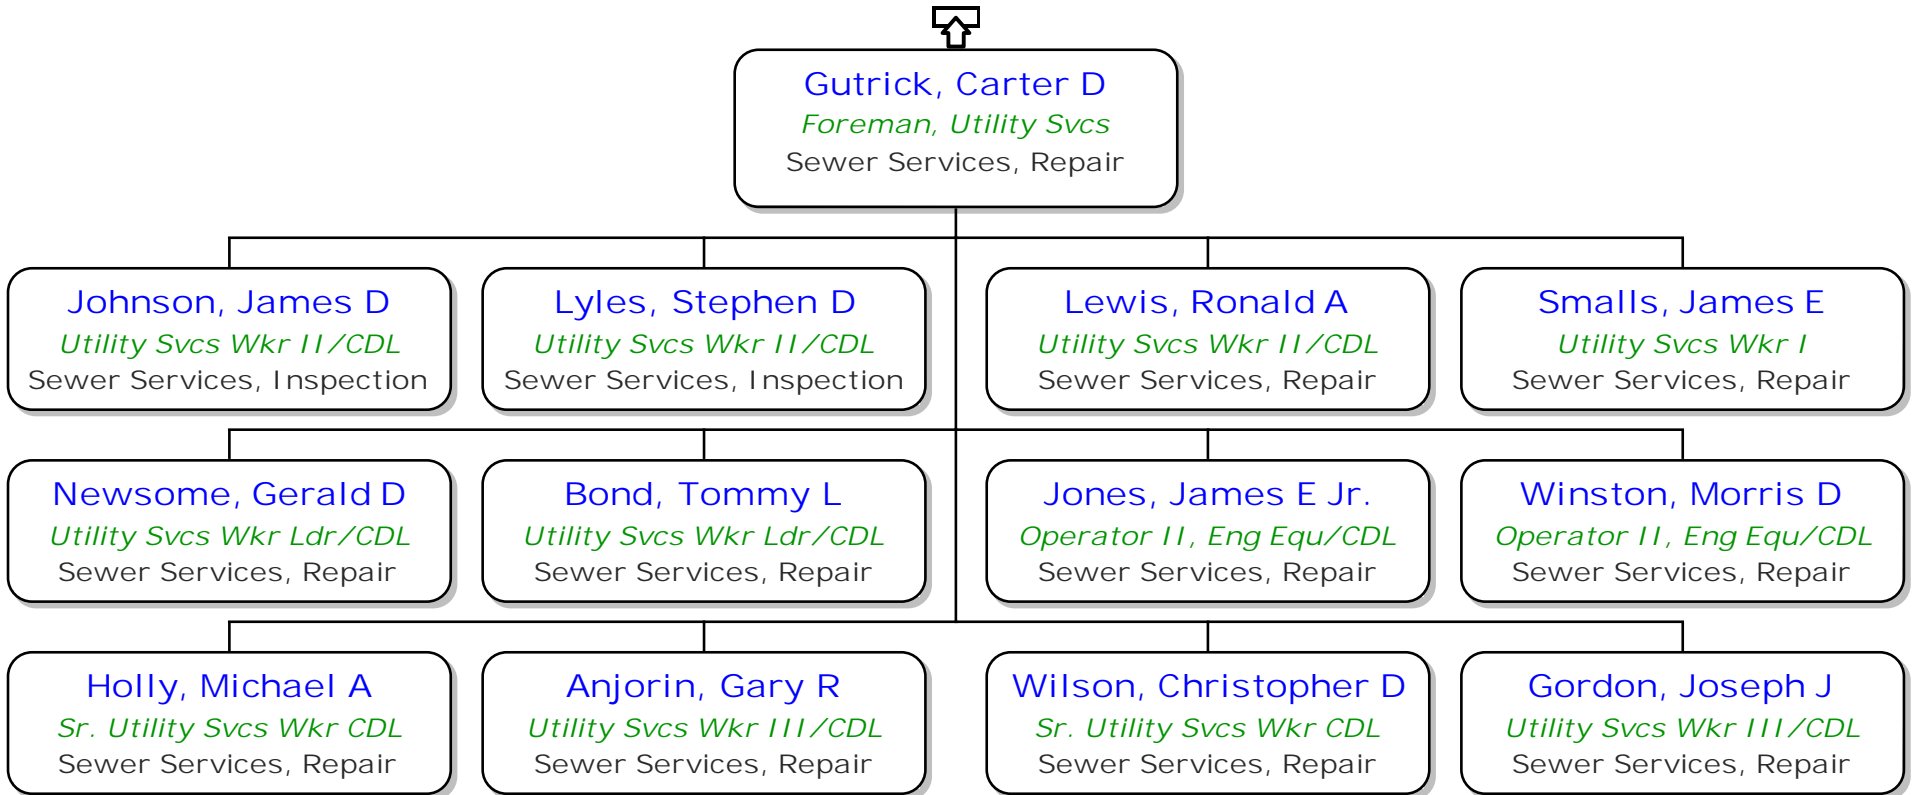 Gutrick, Carter D
Foreman, Utility Svcs
Sewer Services, Repair
Johnson, James D
Utility Svcs Wkr II/CDL
Sewer Services, Inspection
Lyles, Stephen D
Utility Svcs Wkr II/CDL
Sewer Services, Inspection
Lewis, Ronald A
Utility Svcs Wkr II/CDL
Sewer Services, Repair
Smalls, James E
Utility Svcs Wkr I
Sewer Services, Repair
Newsome, Gerald D
Utility Svcs Wkr Ldr/CDL
Sewer Services, Repair
Bond, Tommy L
Utility Svcs Wkr Ldr/CDL
Sewer Services, Repair
Jones, James E Jr.
Operator II, Eng Equ/CDL
Sewer Services, Repair
Winston, Morris D
Operator II, Eng Equ/CDL
Sewer Services, Repair
Holly, Michael A
Sr. Utility Svcs Wkr CDL
Sewer Services, Repair
Anjorin, Gary R
Utility Svcs Wkr III/CDL
Sewer Services, Repair
Wilson, Christopher D
Sr. Utility Svcs Wkr CDL
Sewer Services, Repair
Gordon, Joseph J
Utility Svcs Wkr III/CDL
Sewer Services, Repair